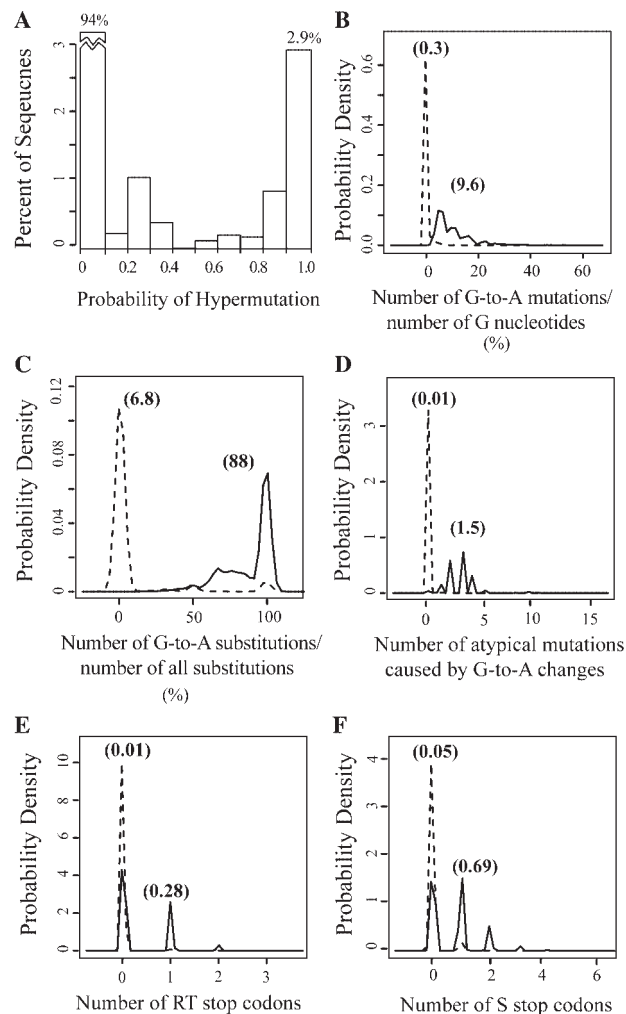 A
94%
2.9%
Percent of Seqeucnes
3
2
1
0
0 0.2 0.4 0.6 0.8 1.0
Probability of Hypermutation
B
(0.3)
(9.6)
Probability Density
0.6
0.4
0.2
0.0
0 20 40 60
Number of G-to-A mutations/
number of G nucleotides
(%)
C
(6.8)
(88)
Probability Density
0.12
0.08
0.04
0
0 50 100
Number of G-to-A substitutions/
number of all substitutions
(%)
D
(0.01)
(1.5)
Probability Density
3
2
1
0
0 5 10 15
Number of atypical mutations
caused by G-to-A changes
E
(0.01)
(0.28)
Probability Density
10
8
6
4
2
0
0 1 2 3
Number of RT stop codons
F
(0.05)
(0.69)
Probability Density
4
3
2
1
0
0 2 4 6
Number of S stop codons